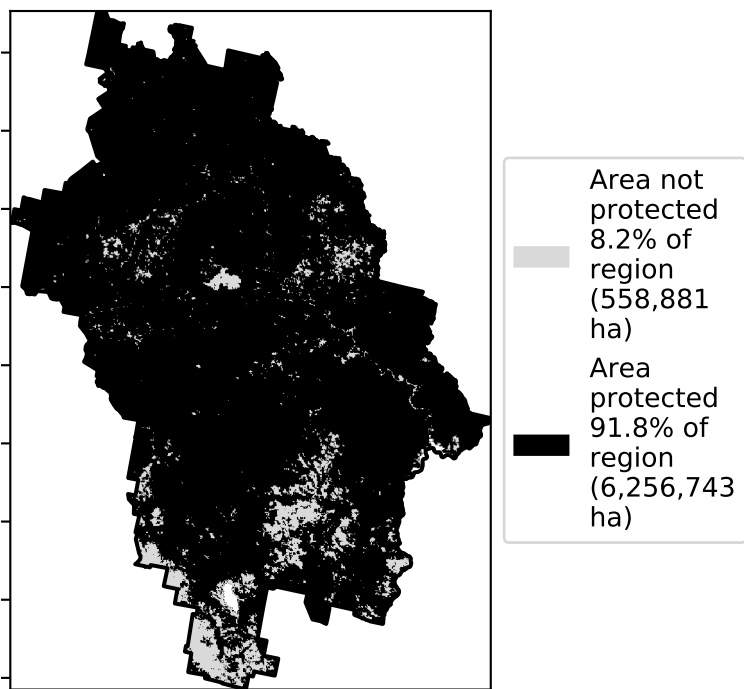 Area not
protected
8.2% of
region
(558,881
ha)
Area
protected
91.8% of
region
(6,256,743
ha)